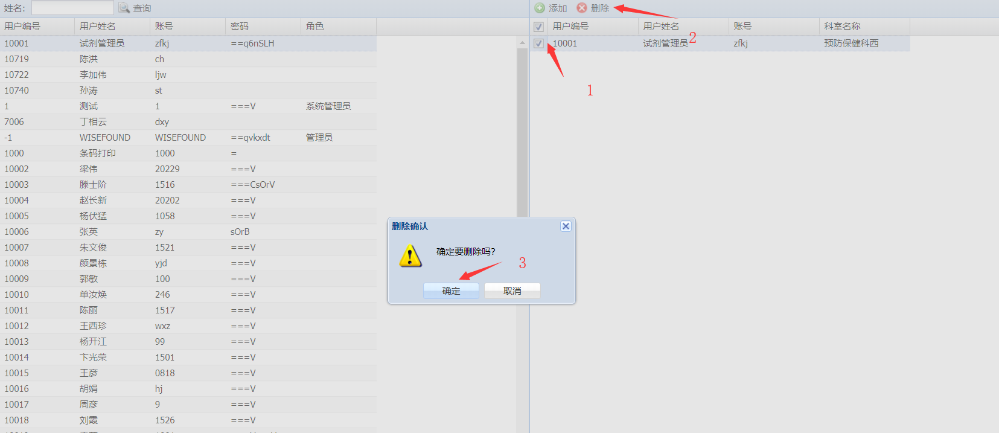 姓名: 查询 添加 删除
用户编号 用户姓名 账号 密码 角色 用户编号 用户姓名 账号 科室名称
2
10001 试剂管理员 zfkj ==q6nSLH 10001 试剂管理员 zfkj 预防保健科西
10719 陈洪 ch
10722 李加伟 ljw
10740 孙涛 st
1
1 测试 1 ===V 系统管理员
7006 丁相云 dxy
-1 WISEFOUND WISEFOUND ==qvkxdt 管理员
1000 条码打印 1000 =
10002 梁伟 20229 ===V
10003 滕士阶 1516 ===CsOrV
10004 赵长新 20202 ===V
10005 杨伏猛 1058 ===V
10006 张英 zy sOrB
10007 朱文俊 1521 ===V
10008 颜景栋 yjd ===V
10009 郭敏 100 ===V
10010 单汝焕 246 ===V
10011 陈丽 1517 ===V
10012 王西珍 wxz ===V
10013 杨开江 99 ===V
10014 卞光荣 1501 ===V
10015 王彦 0818 ===V
10016 胡娟 hj ===V
10017 周彦 9 ===V
10018 刘霞 1526 ===V
删除确认
确定要删除吗?
3
确定 取消